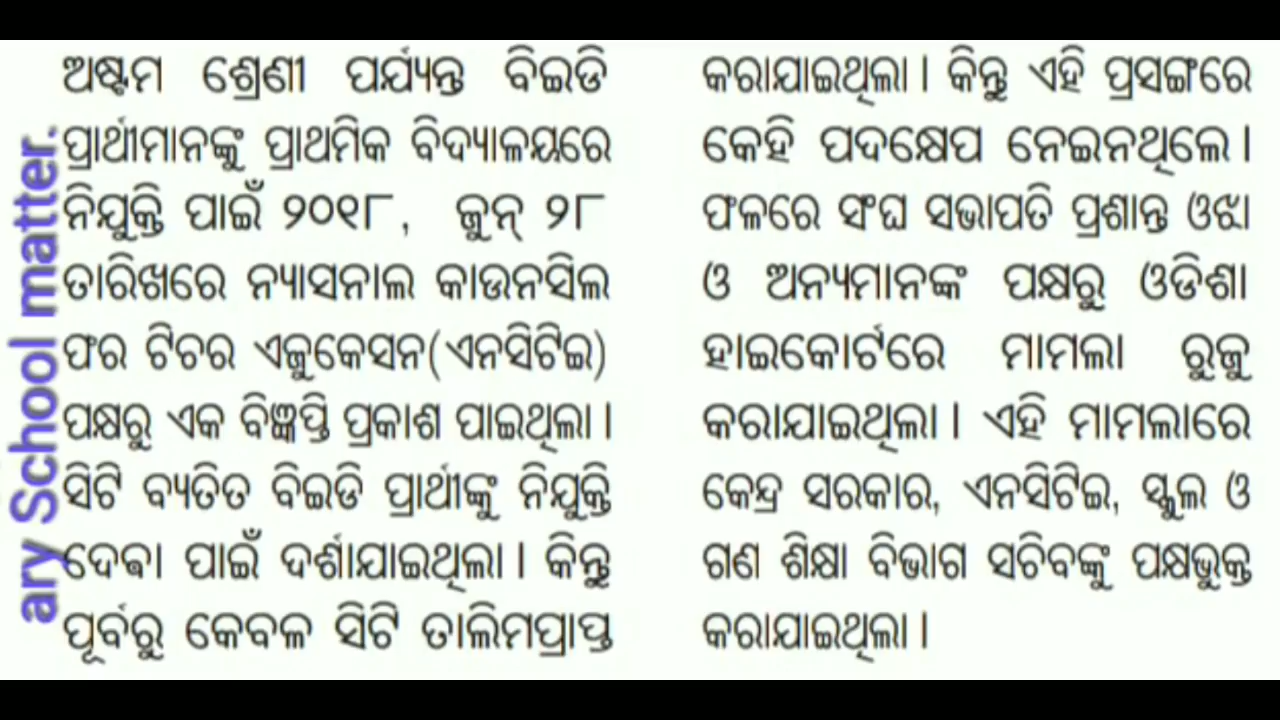 ary School matter.
ଅଷ୍ଟମ ଶ୍ରେଣୀ ପର୍ଯ୍ୟନ୍ତ ବିଇଡି
ପ୍ରାର୍ଥୀମାନଙ୍କୁ ପ୍ରାଥମିକ ବିଦ୍ୟାଳୟରେ
ନିଯୁକ୍ତି ପାଇଁ ୨୦୧୮, ଜୁନ୍ ୨୮
ତାରିଖରେ ନ୍ୟାସନାଲ କାଉନସିଲ
ଫର ଟିଚର ଏଜୁକେସନ(ଏନସିଟିଇ)
ପକ୍ଷରୁ ଏକ ବିଜ୍ଞପ୍ତି ପ୍ରକାଶ ପାଇଥିଲା ।
ସିଟି ବ୍ୟତିତ ବିଇଡି ପ୍ରାର୍ଥୀଙ୍କୁ ନିଯୁକ୍ତି
ଦେବା ପାଇଁ ଦର୍ଶାଯାଇଥିଲା । କିନ୍ତୁ
ପୂର୍ବରୁ କେବଳ ସିଟି ତାଲିମପ୍ରାପ୍ତ
କରାଯାଇଥିଲା । କିନ୍ତୁ ଏହି ପ୍ରସଙ୍ଗରେ
କେହି ପଦକ୍ଷେପ ନେଇନଥିଲେ ।
ଫଳରେ ସଂଘ ସଭାପତି ପ୍ରଶାନ୍ତ ଓଝା
ଓ ଅନ୍ୟମାନଙ୍କ ପକ୍ଷରୁ ଓଡିଶା
ହାଇକୋର୍ଟରେ ମାମଲା ରୁଜୁ
କରାଯାଇଥିଲା । ଏହି ମାମଲାରେ
କେନ୍ଦ୍ର ସରକାର, ଏନସିଟିଇ, ସ୍କୁଲ ଓ
ଗଣ ଶିକ୍ଷା ବିଭାଗ ସଚିବଙ୍କୁ ପକ୍ଷଭୁକ୍ତ
କରାଯାଇଥିଲା ।